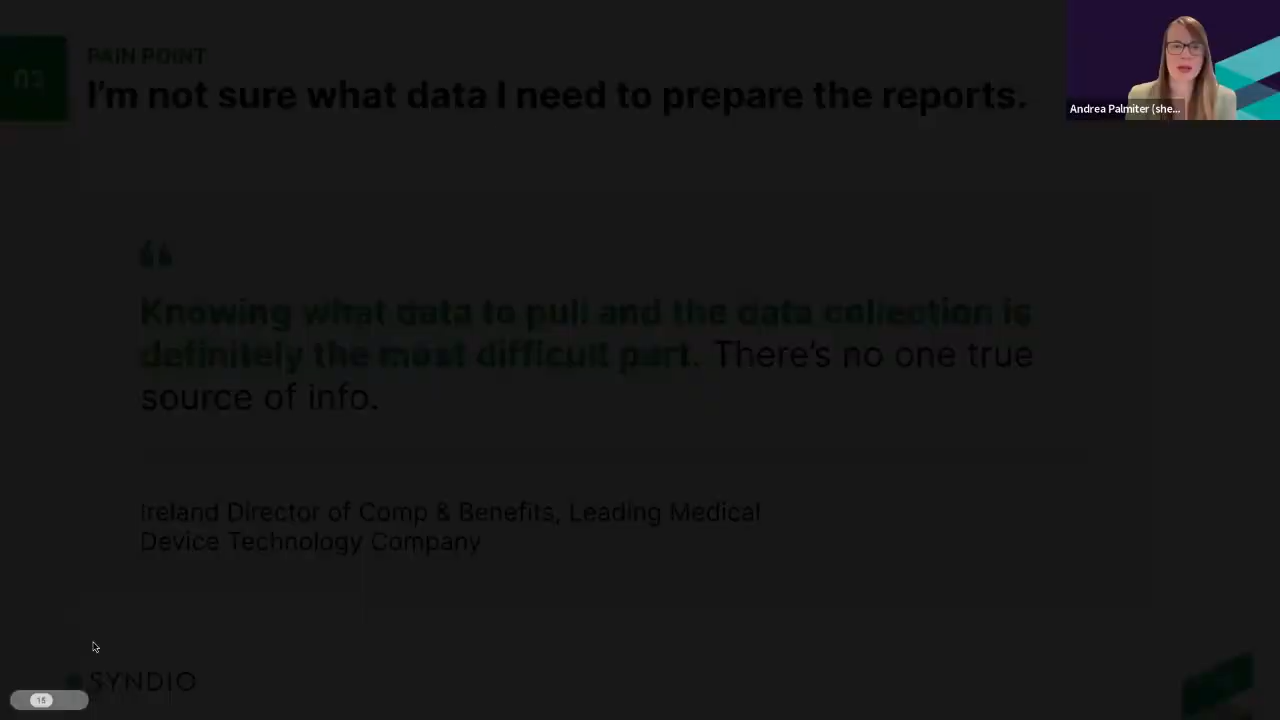 03
PAIN POINT
I'm not sure what data I need to prepare the reports.
Andrea Palmiter (she...
“
Knowing what data to pull and the data collection is
definitely the most difficult part. There's no one true
source of info.
Ireland Director of Comp & Benefits, Leading Medical
Device Technology Company
SYNDIO
15